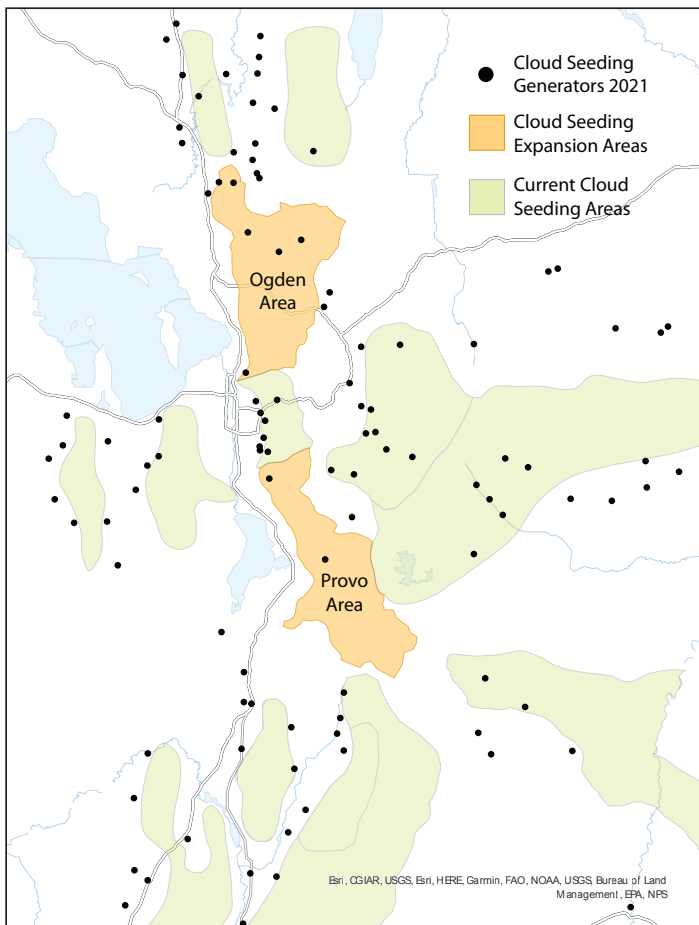 Cloud Seeding
Generators 2021
Cloud Seeding
Expansion Areas
Current Cloud
Seeding Areas
Ogden
Area
Provo
Area
Esri, CGIAR, USGS, Esri, HERE, Garmin, FAO, NOAA, USGS, Bureau of Land
Management, EPA, NPS